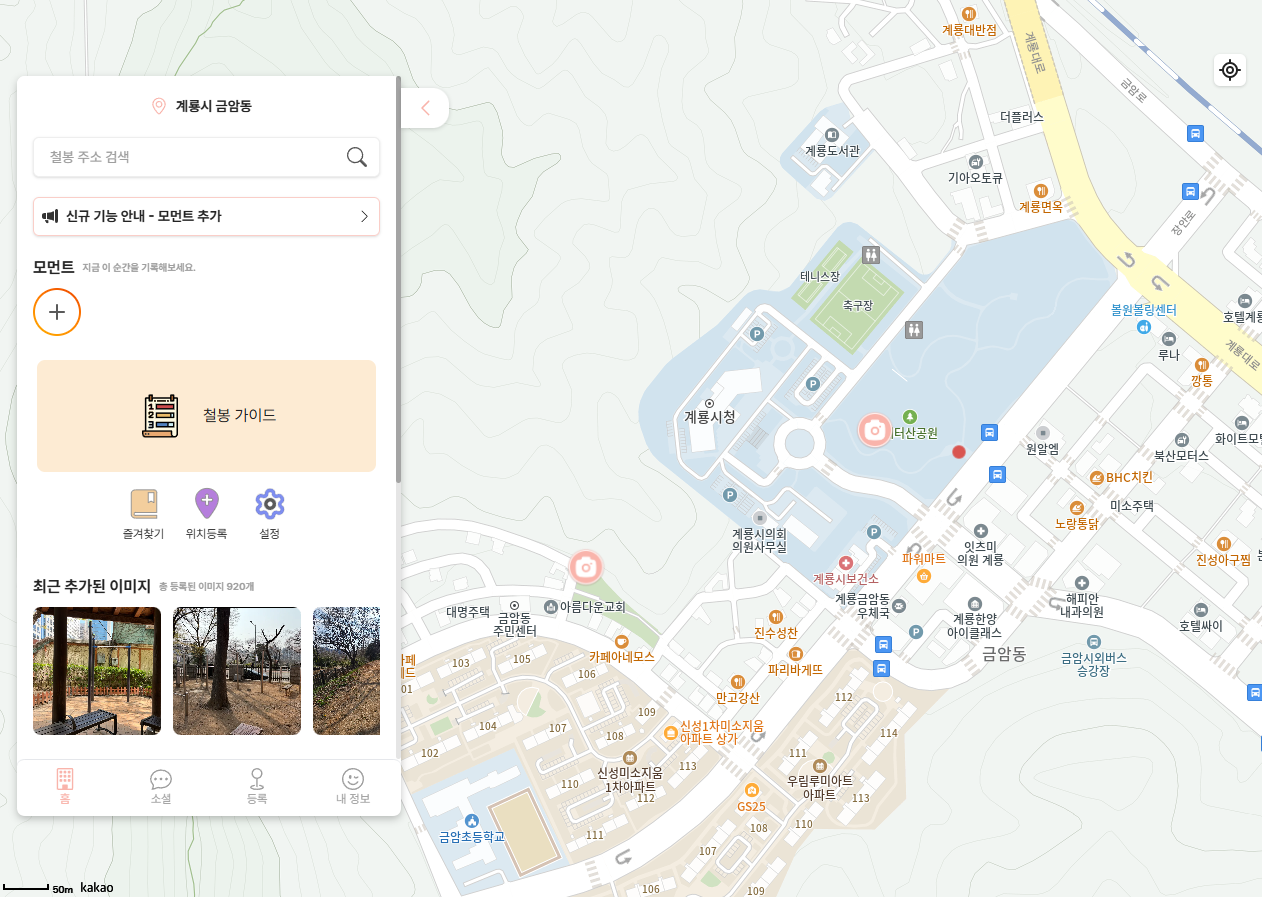 계룡시 금암동
철봉 주소 검색
신규 기능 안내 - 모먼트 추가
모먼트 지금 이 순간을 기록해보세요.
철봉 가이드
즐겨찾기
위치등록
설정
최근 추가된 이미지 총 등록된 이미지 920개
홈
소셜
등록
내 정보
50m kakao
계룡대반점
계룡대로
금암로
더플러스
계룡도서관
기아오토큐
계룡면옥
장안로
테니스장
축구장
볼원볼링센터
호텔계룡
루나
계룡대로
깡통
P
P
계룡시청
터산공원
원알엠
북산모터스
화이트모텔
BHC치킨
미소주택
노랑통닭
P
계룡시의회
의원사무실
P
잇츠미
의원 계룡
진성아구찜
파워마트
계룡시보건소
해피안
내과의원
계룡금암동
우체국
계룡한양
아이클래스
호텔싸이
P
금암동
금암시외버스
승강장
대명주택
금암동
주민센터
아름다운교회
진수성찬
카페아네모스
파리바게뜨
만고강산
카페
101
103
105
106
104
107
109
108
102
신성1차미소지움
아파트 상가
112
114
113
111
신성미소지움
1차아파트
110
112
우림루미아트
아파트
GS25
금암초등학교
111
108
110
107
106
109